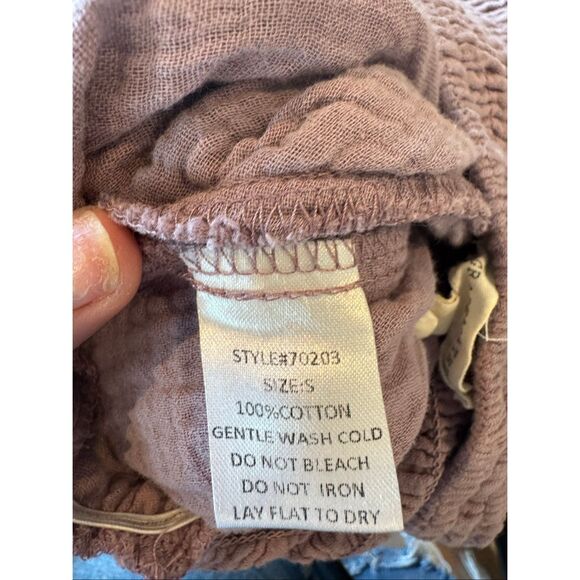 STYLE#70203
SIZE:S
100%COTTON
GENTLE WASH COLD
DO NOT BLEACH
DO NOT IRON
LAY FLAT TO DRY